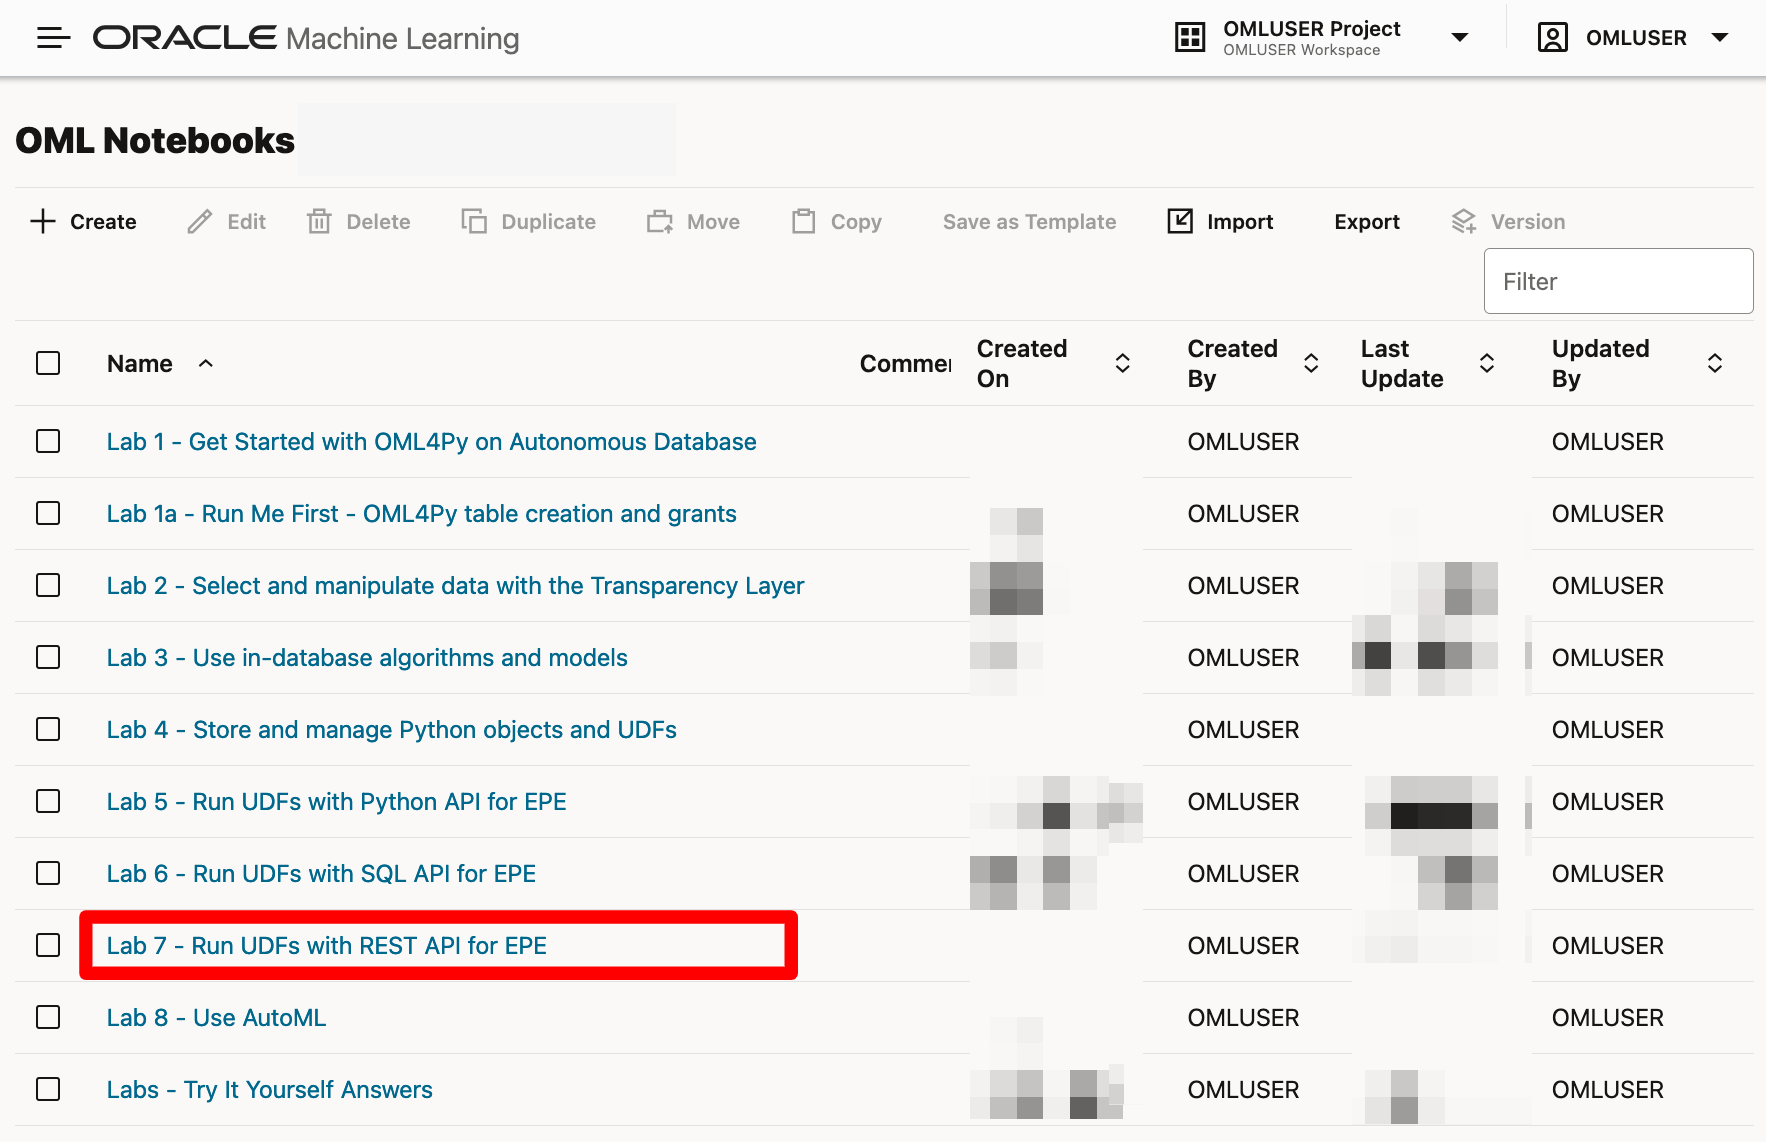 ORACLE Machine Learning
OMLUSER Project
OMLUSER Workspace
OMLUSER
OML Notebooks
Create Edit Delete Duplicate Move Copy Save as Template Import Export Version
Filter
Name Commen Created On Created By Last Update Updated By
Lab 1 - Get Started with OML4Py on Autonomous Database OMLUSER OMLUSER
Lab 1a - Run Me First - OML4Py table creation and grants OMLUSER OMLUSER
Lab 2 - Select and manipulate data with the Transparency Layer OMLUSER OMLUSER
Lab 3 - Use in-database algorithms and models OMLUSER OMLUSER
Lab 4 - Store and manage Python objects and UDFs OMLUSER OMLUSER
Lab 5 - Run UDFs with Python API for EPE OMLUSER OMLUSER
Lab 6 - Run UDFs with SQL API for EPE OMLUSER OMLUSER
Lab 7 - Run UDFs with REST API for EPE OMLUSER OMLUSER
Lab 8 - Use AutoML OMLUSER OMLUSER
Labs - Try It Yourself Answers OMLUSER OMLUSER